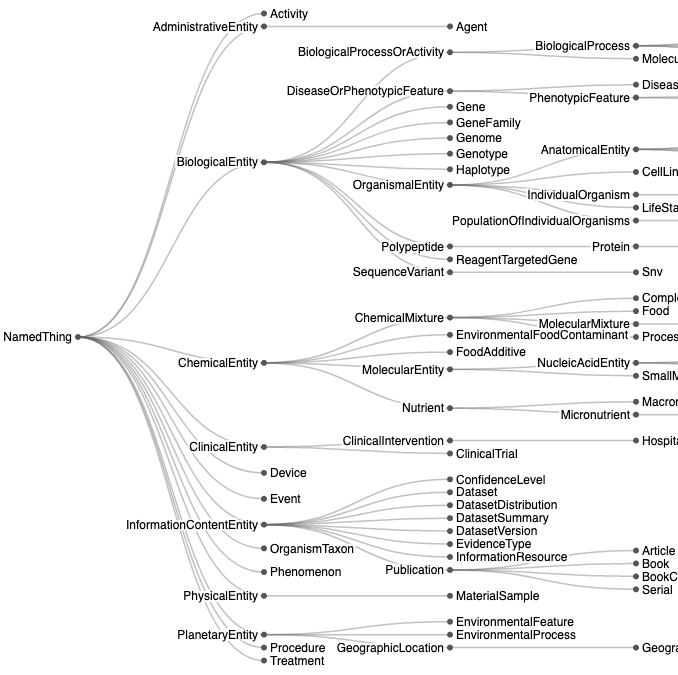 Activity
AdministrativeEntity
Agent
BiologicalProcess
BiologicalProcessOrActivity
Molecu
Diseas
DiseaseOrPhenotypicFeature
PhenotypicFeature
Gene
GeneFamily
Genome
AnatomicalEntity
Genotype
BiologicalEntity
Haplotype
CellLin
OrganismalEntity
IndividualOrganism
LifeSta
PopulationOfIndividualOrganisms
Polypeptide
Protein
ReagentTargetedGene
SequenceVariant
Snv
Compl
Food
ChemicalMixture
MolecularMixture
EnvironmentalFoodContaminant
Proces
NamedThing
FoodAdditive
ChemicalEntity
NucleicAcidEntity
MolecularEntity
SmallM
Macror
Nutrient
Micronutrient
ClinicalIntervention
Hospita
ClinicalEntity
ClinicalTrial
Device
ConfidenceLevel
Dataset
Event
DatasetDistribution
DatasetSummary
InformationContentEntity
DatasetVersion
EvidenceType
OrganismTaxon
Article
InformationResource
Book
Publication
Phenomenon
BookC
Serial
PhysicalEntity
MaterialSample
EnvironmentalFeature
PlanetaryEntity
EnvironmentalProcess
Procedure
GeographicLocation
Geogra
Treatment